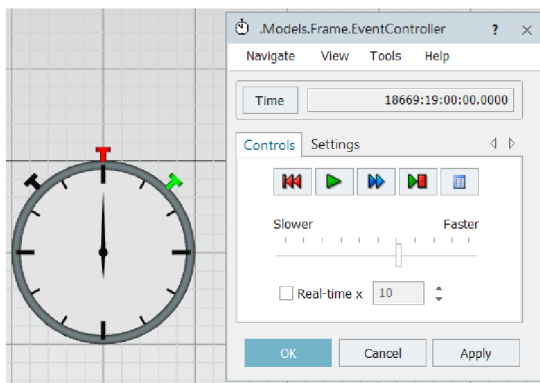 .Models.Frame.EventController ? ×
Navigate View Tools Help
Time 18669:19:00:00.0000
Controls Settings
Slower Faster
Real-time x 10
OK Cancel Apply